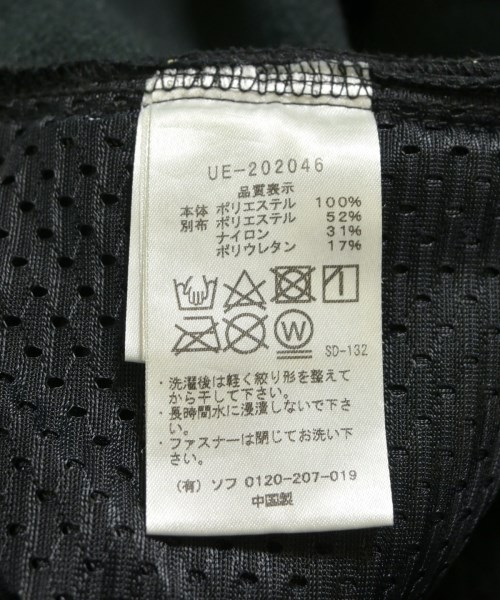 UE-202046
品質表示
本体 ポリエステル 100%
別布 ポリエステル 52%
ナイロン 31%
ポリウレタン 17%
W
SD-132
・洗濯後は軽く絞り形を整えて
から干して下さい。
・長時間水に浸漬しないで下さ
い。
・ファスナーは閉じてお洗い下
さい。
(有) ソフ 0120-207-019
中国製